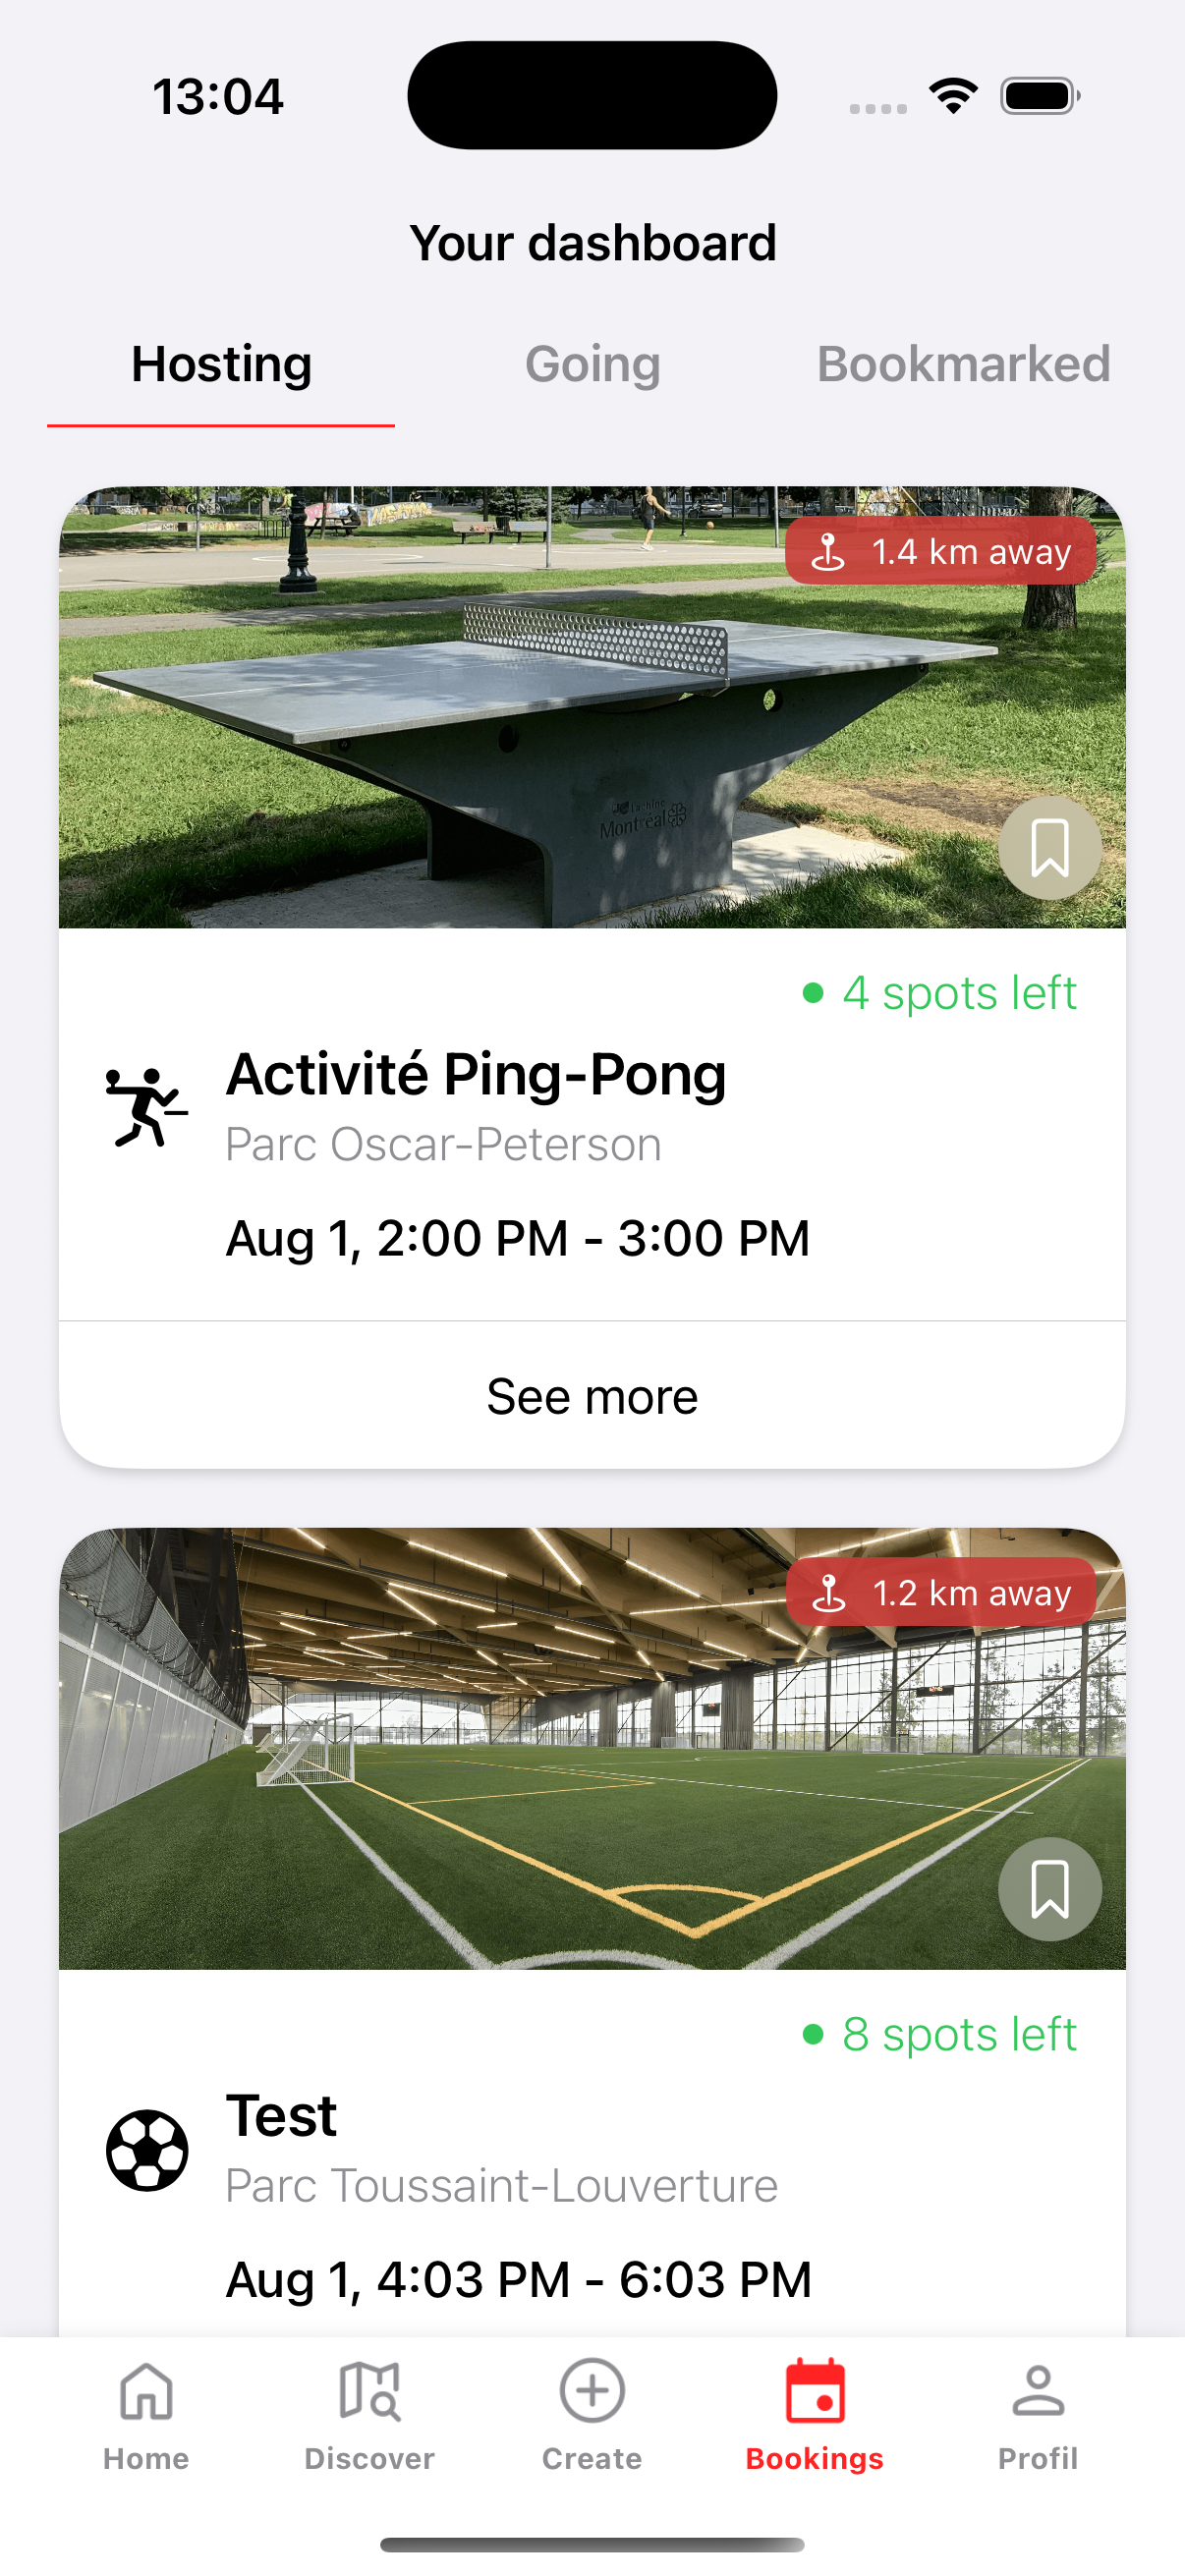 13:04
Your dashboard
Hosting
Going
Bookmarked
1.4 km away
Lachine
Montréal
4 spots left
Activité Ping-Pong
Parc Oscar-Peterson
Aug 1, 2:00 PM - 3:00 PM
See more
1.2 km away
8 spots left
Test
Parc Toussaint-Louverture
Aug 1, 4:03 PM - 6:03 PM
Home
Discover
Create
Bookings
Profil